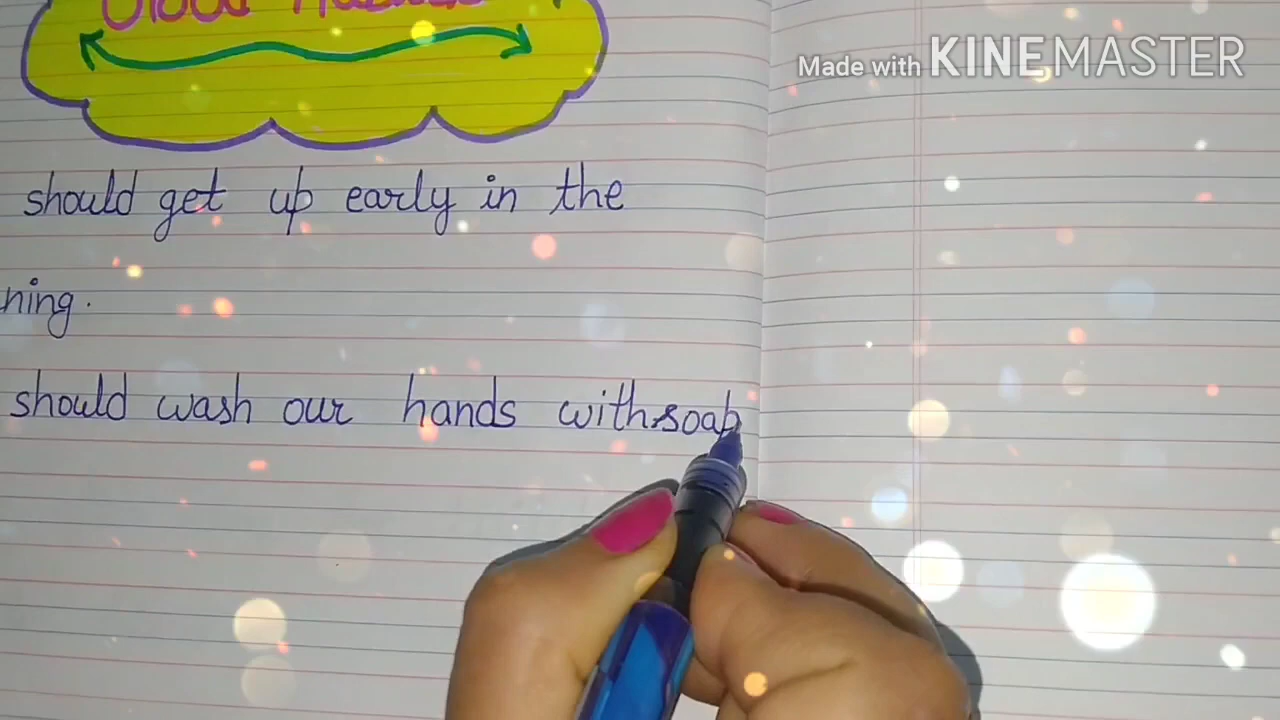 Made with KINEMASTER
should get up early in the
ning.
should wash our hands with soap